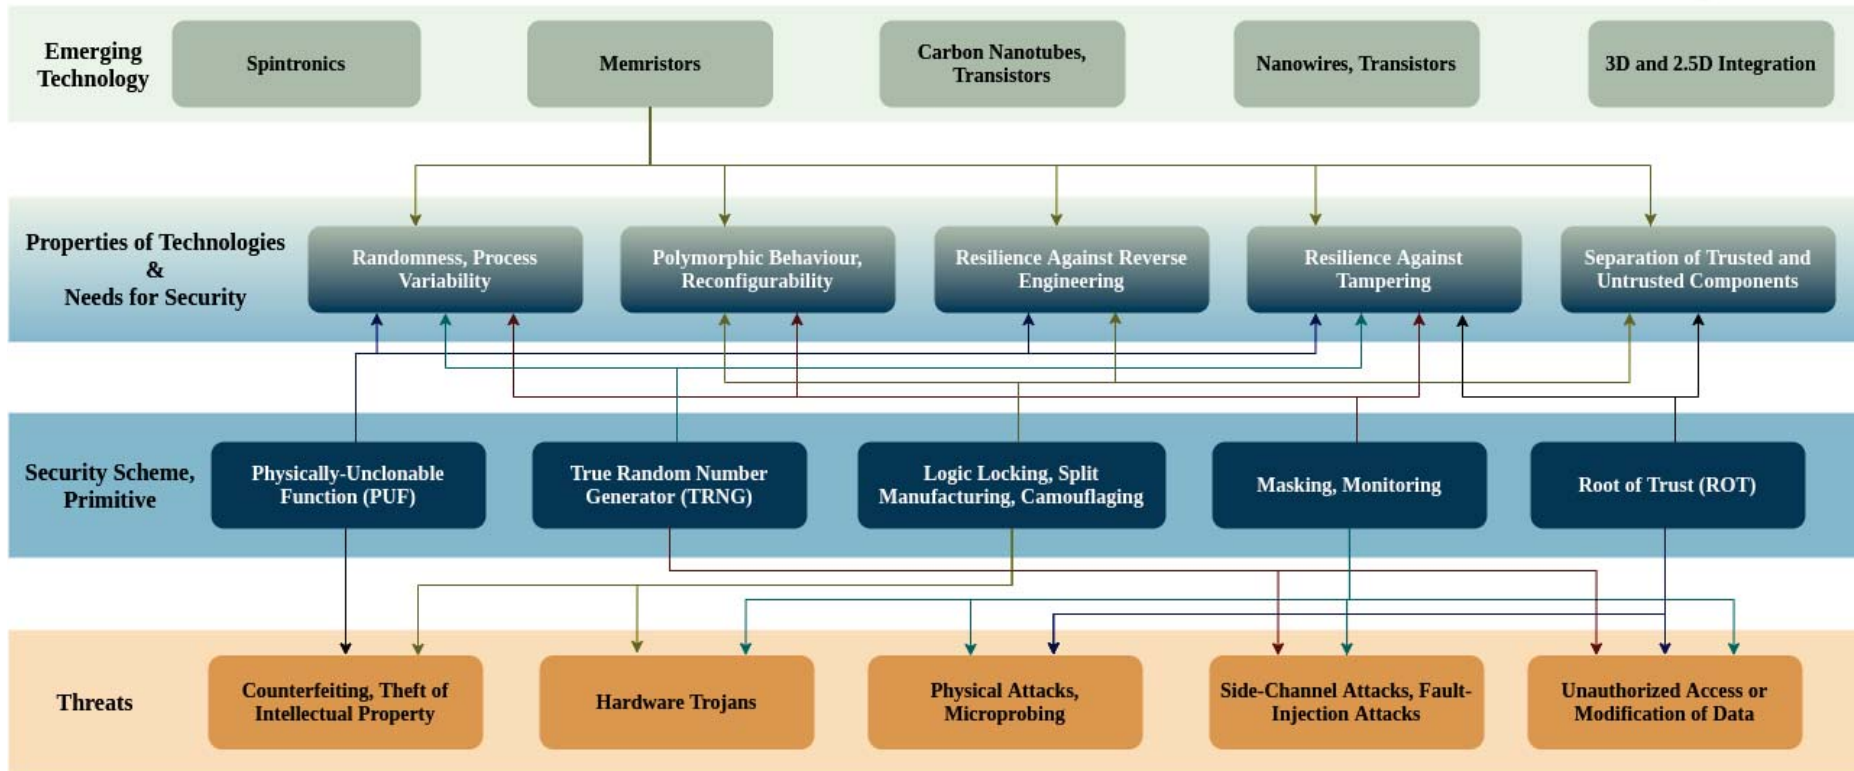 Emerging
Technology
Spintronics
Memristors
Carbon Nanotubes,
Transistors
Nanowires, Transistors
3D and 2.5D Integration
Properties of Technologies
&
Needs for Security
Randomness, Process
Variability
Polymorphic Behaviour,
Reconfigurability
Resilience Against Reverse
Engineering
Resilience Against
Tampering
Separation of Trusted and
Untrusted Components
Security Scheme,
Primitive
Physically-Unclonable
Function (PUF)
True Random Number
Generator (TRNG)
Logic Locking, Split
Manufacturing, Camouflaging
Masking, Monitoring
Root of Trust (ROT)
Threats
Counterfeiting, Theft of
Intellectual Property
Hardware Trojans
Physical Attacks,
Microprobing
Side-Channel Attacks, Fault-
Injection Attacks
Unauthorized Access or
Modification of Data